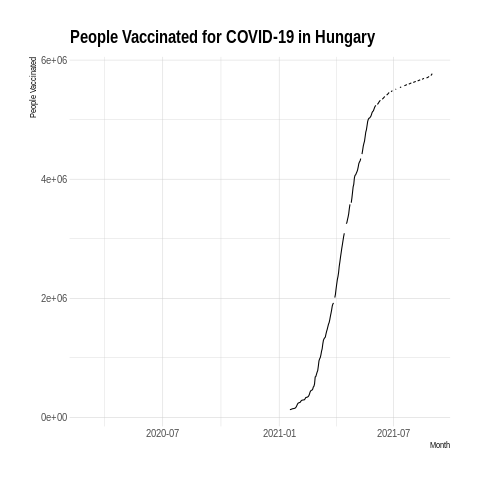 People Vaccinated for COVID-19 in Hungary
People Vaccinated
6e+06
4e+06
2e+06
0e+00
2020-07 2021-01 2021-07
Month